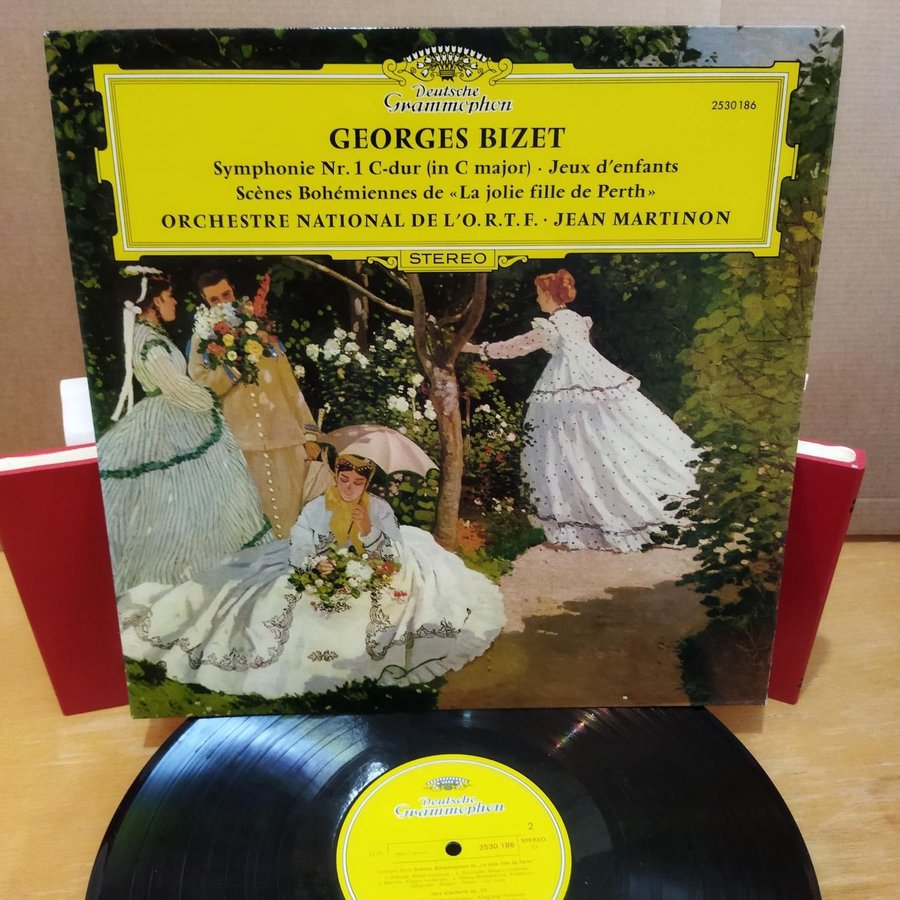 Deutsche
Grammophon
2530 186
GEORGES BIZET
Symphonie Nr. 1 C-dur (in C major) · Jeux d'enfants
Scènes Bohémiennes de «La jolie fille de Perth»
ORCHESTRE NATIONAL DE L'O.R.T.F. · JEAN MARTINON
STEREO
Deutsche
Grammophon
2
2530 186
STEREO
33